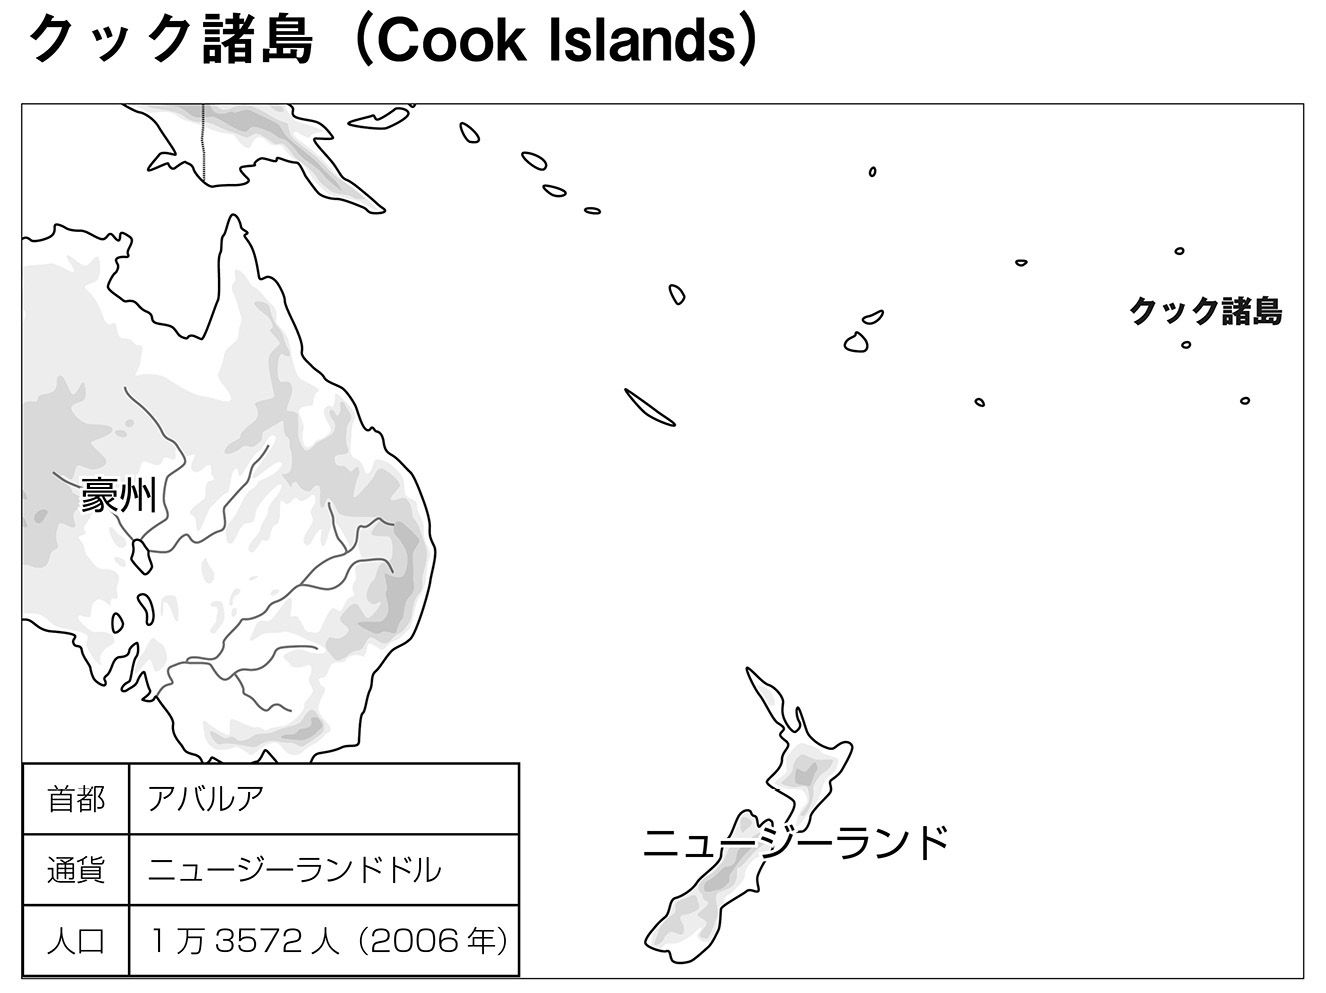 クック諸島（Cook Islands）
クック諸島
豪州
ニュージーランド
首都 アバルア
通貨 ニュージーランドドル
人口 1万3572人（2006年）